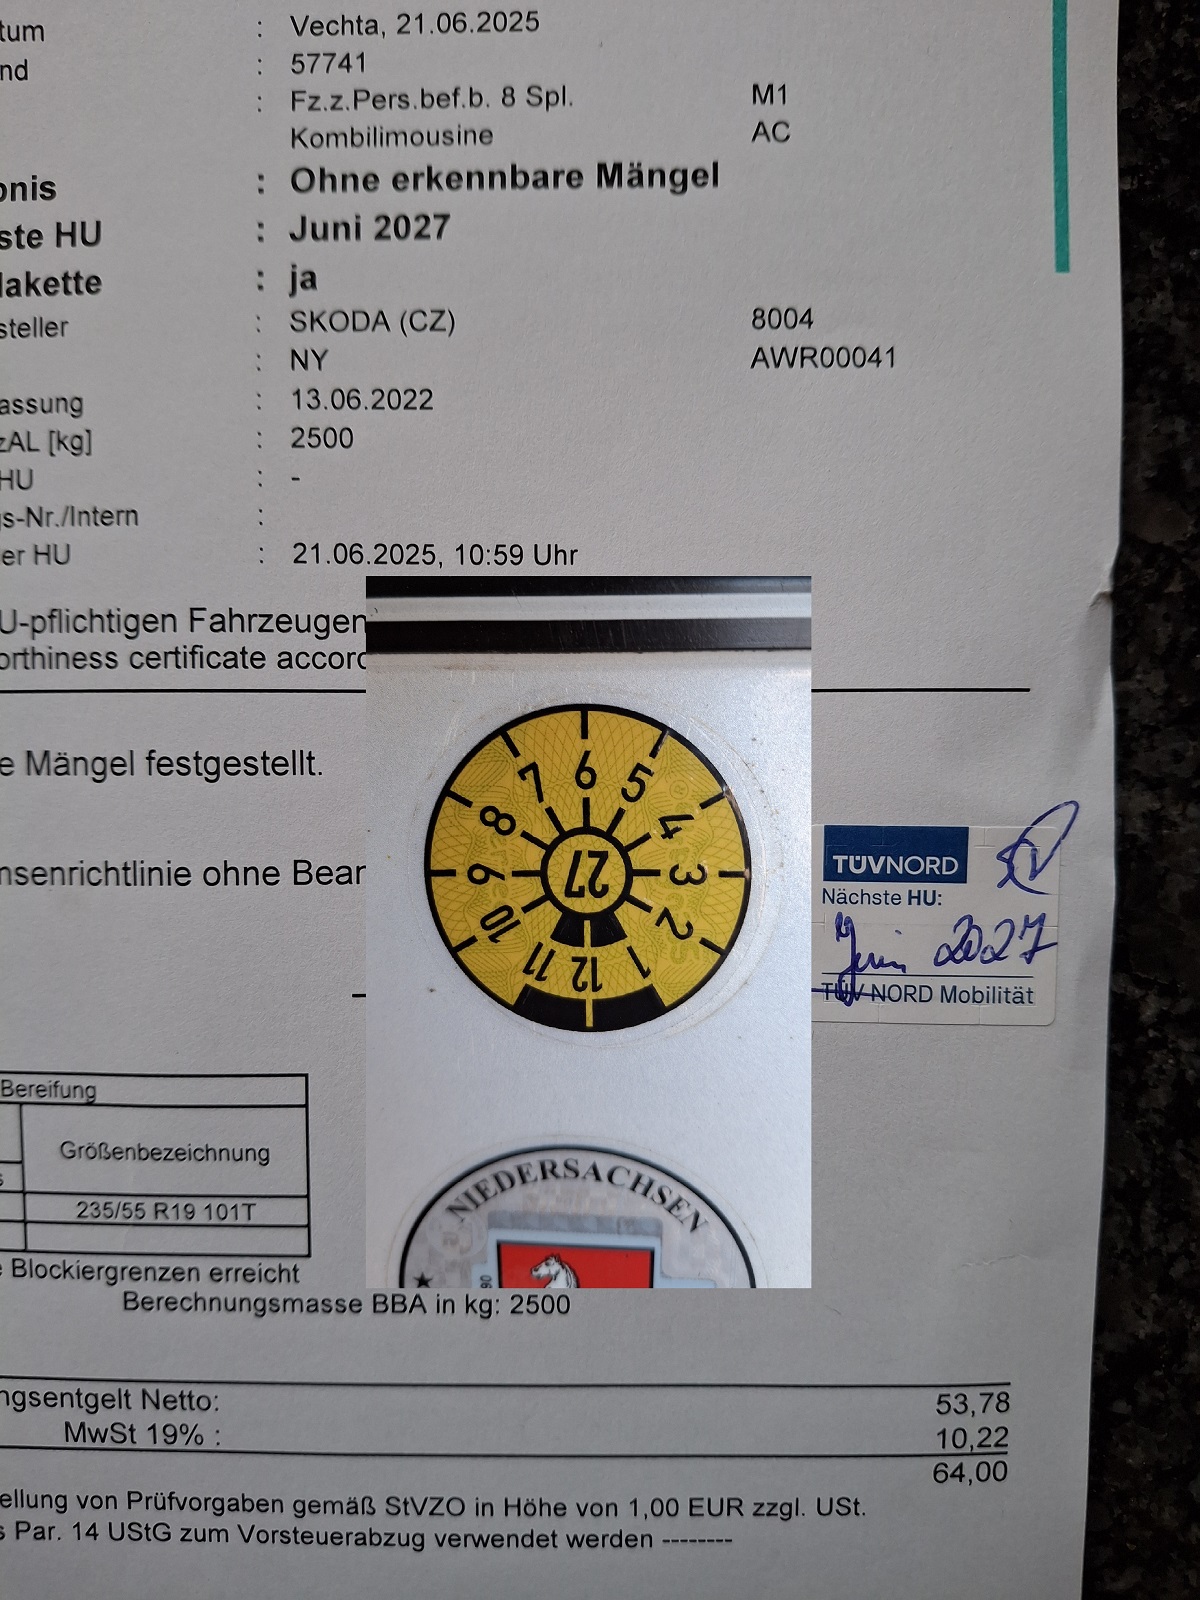 tum : Vechta, 21.06.2025
nd : 57741
: Fz.z.Pers.bef.b. 8 Spl. M1
Kombilimousine AC
bnis : Ohne erkennbare Mängel
ste HU : Juni 2027
lakette : ja
steller : SKODA (CZ) 8004
: NY AWR00041
assung : 13.06.2022
zAL [kg] : 2500
HU : -
gs-Nr./Intern :
er HU : 21.06.2025, 10:59 Uhr
U-pflichtigen Fahrzeugen
orthiness certificate accord
e Mängel festgestellt.
nsenrichtlinie ohne Bean
TÜVNORD
Nächste HU:
Juni 2027
TÜV NORD Mobilität
6
5
4
3
2
1
12
11
10
9
8
7
27
NIEDERSACHSEN
Bereifung
Größenbezeichnung
235/55 R19 101T
e Blockiergrenzen erreicht
Berechnungsmasse BBA in kg: 2500
ngsentgelt Netto: 53,78
MwSt 19% : 10,22
64,00
ellung von Prüfvorgaben gemäß StVZO in Höhe von 1,00 EUR zzgl. USt.
s Par. 14 UStG zum Vorsteuerabzug verwendet werden --------